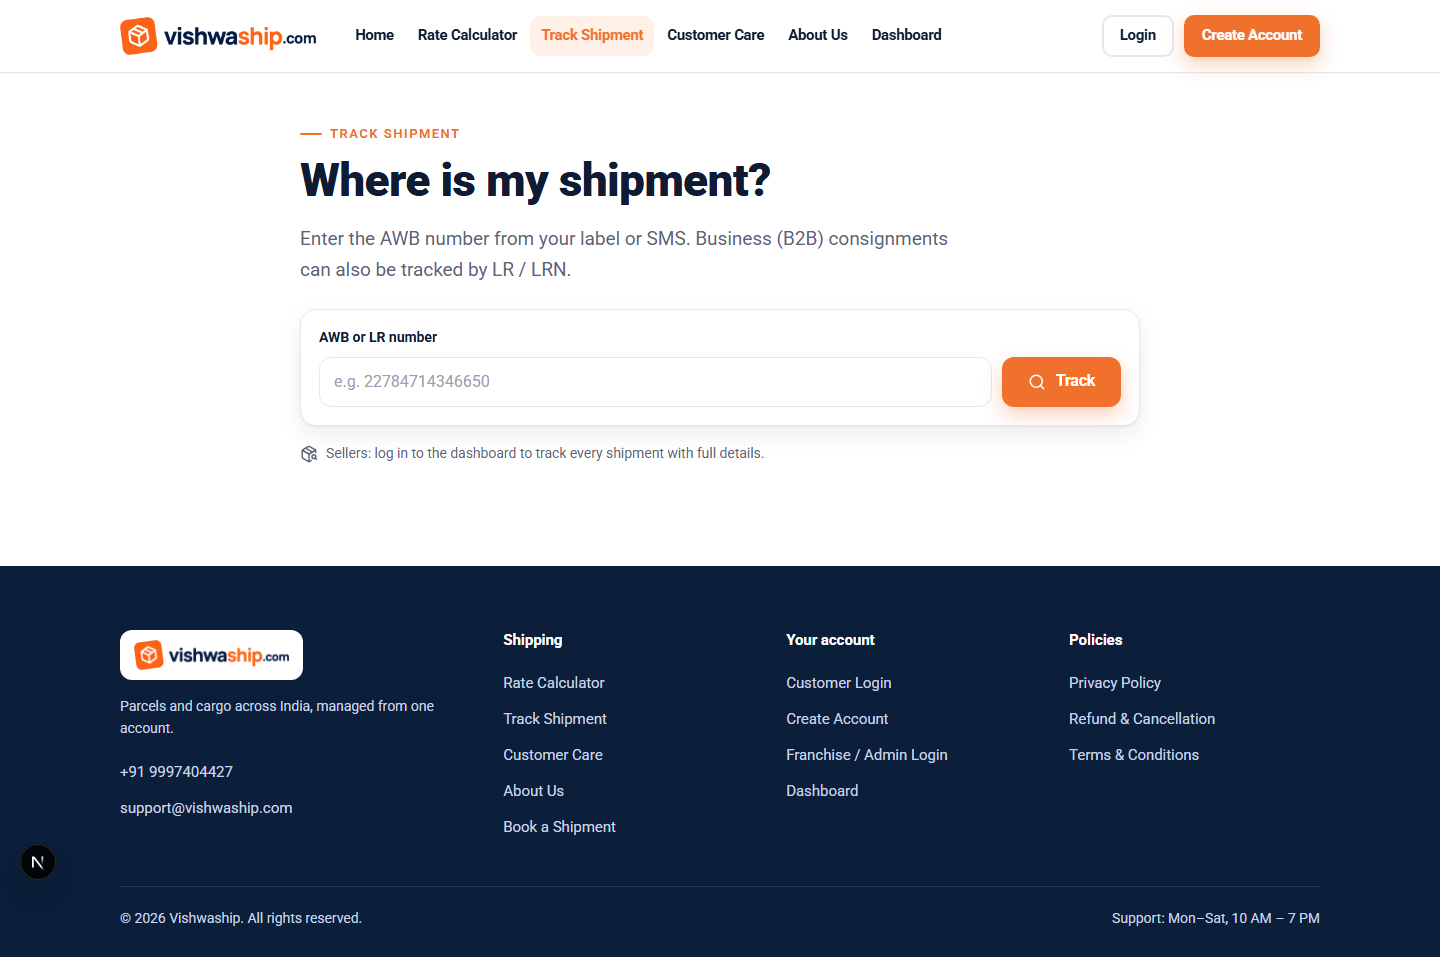 vishwaship.com
Home
Rate Calculator
Track Shipment
Customer Care
About Us
Dashboard
Login
Create Account
TRACK SHIPMENT
Where is my shipment?
Enter the AWB number from your label or SMS. Business (B2B) consignments
can also be tracked by LR / LRN.
AWB or LR number
e.g. 22784714346650
Track
Sellers: log in to the dashboard to track every shipment with full details.
vishwaship.com
Parcels and cargo across India, managed from one
account.
+91 9997404427
support@vishwaship.com
Shipping
Rate Calculator
Track Shipment
Customer Care
About Us
Book a Shipment
Your account
Customer Login
Create Account
Franchise / Admin Login
Dashboard
Policies
Privacy Policy
Refund & Cancellation
Terms & Conditions
N
© 2026 Vishwaship. All rights reserved.
Support: Mon–Sat, 10 AM – 7 PM